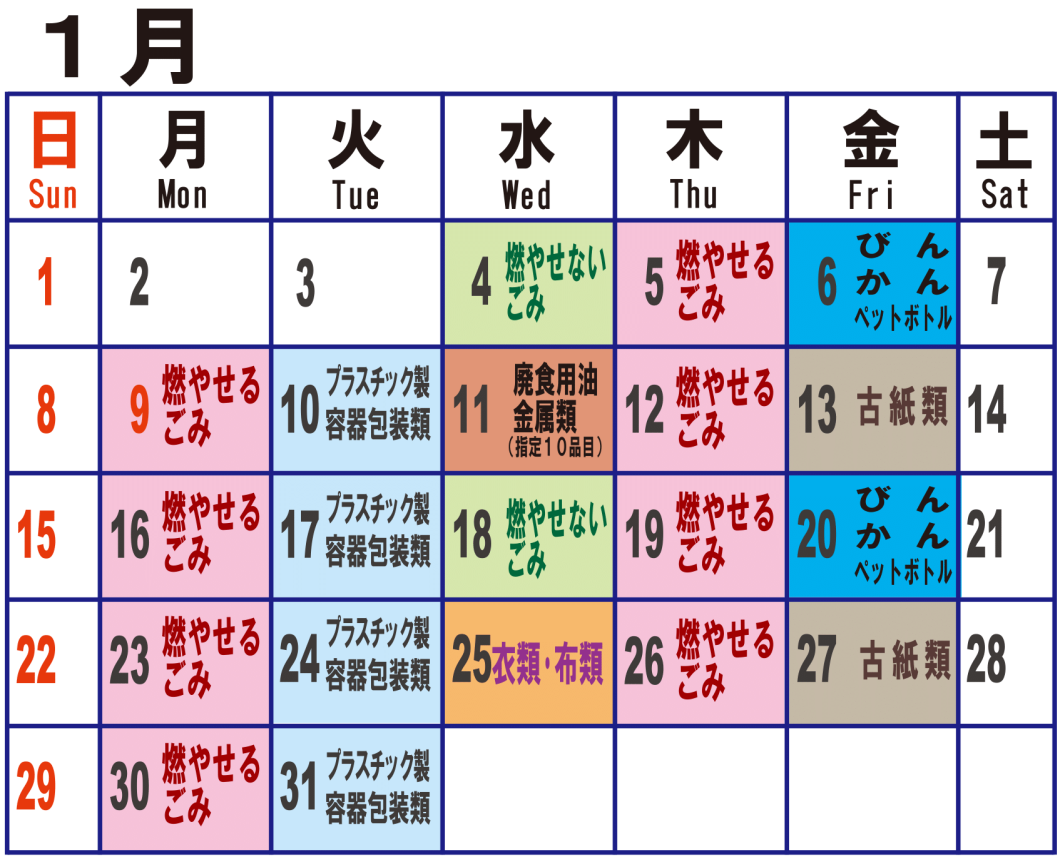 1月
日 月 火 水 木 金 土
Sun Mon Tue Wed Thu Fri Sat
1
2
3
4 燃やせない
ごみ
5 燃やせる
ごみ
6 びん
かん
ペットボトル
7
8
9 燃やせる
ごみ
10 プラスチック製
容器包装類
11 廃食用油
金属類
(指定10品目)
12 燃やせる
ごみ
13 古紙類
14
15
16 燃やせる
ごみ
17 プラスチック製
容器包装類
18 燃やせない
ごみ
19 燃やせる
ごみ
20 びん
かん
ペットボトル
21
22
23 燃やせる
ごみ
24 プラスチック製
容器包装類
25 衣類・布類
26 燃やせる
ごみ
27 古紙類
28
29
30 燃やせる
ごみ
31 プラスチック製
容器包装類